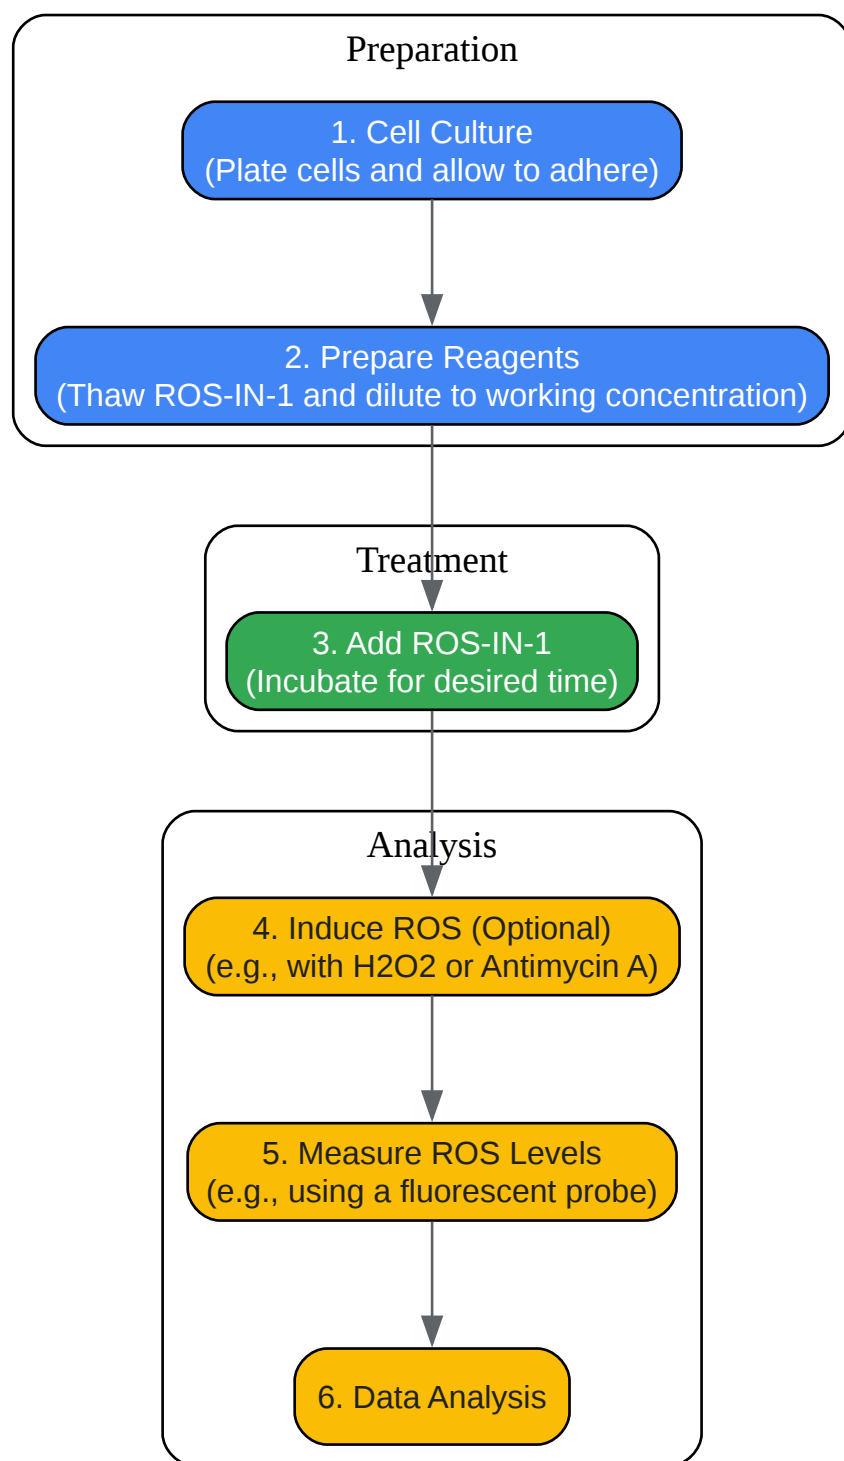 Preparation
1. Cell Culture
(Plate cells and allow to adhere)
2. Prepare Reagents
(Thaw ROS-IN-1 and dilute to working concentration)
Treatment
3. Add ROS-IN-1
(Incubate for desired time)
Analysis
4. Induce ROS (Optional)
(e.g., with H2O2 or Antimycin A)
5. Measure ROS Levels
(e.g., using a fluorescent probe)
6. Data Analysis